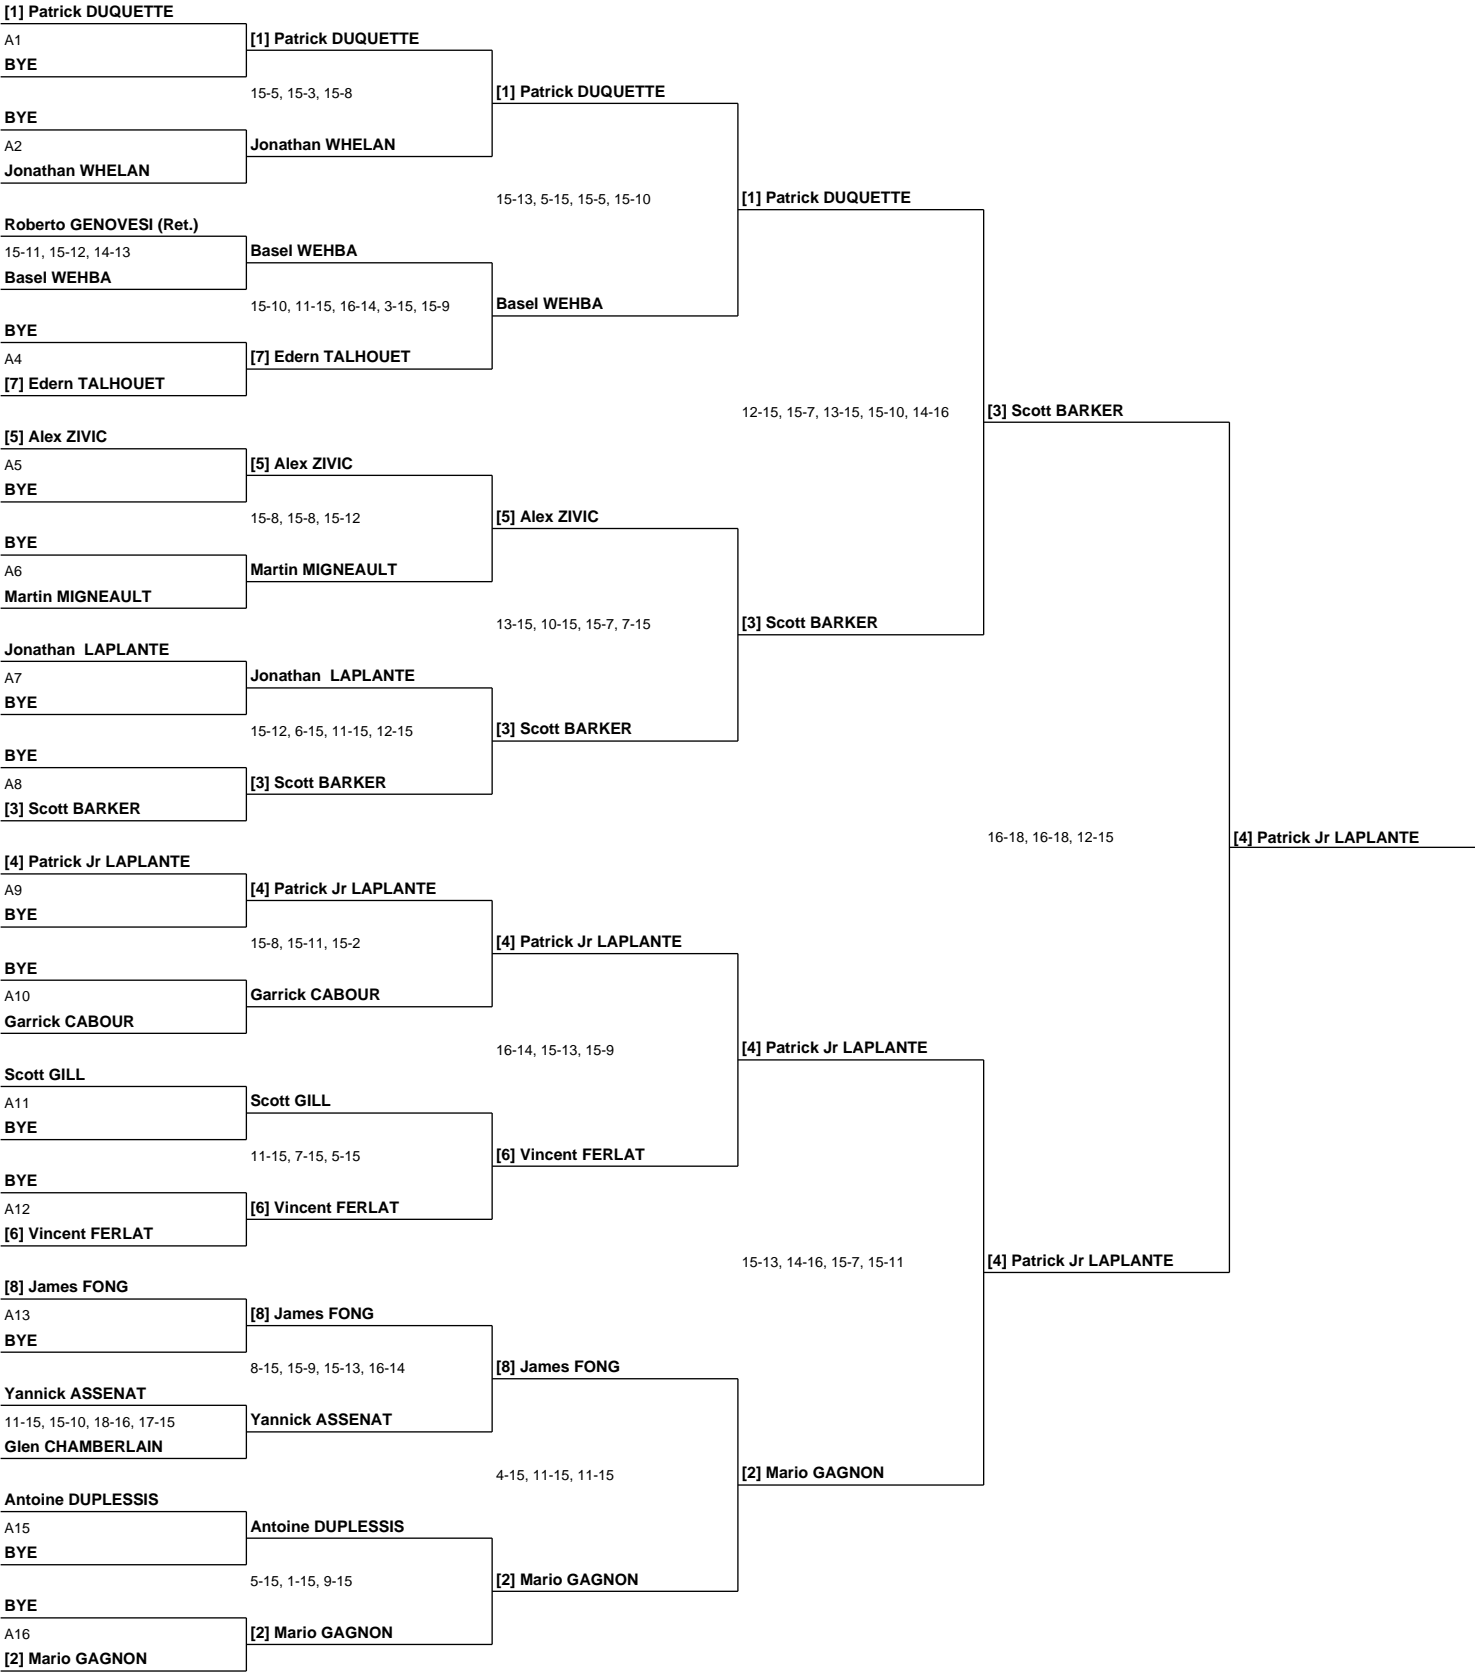 [1] Patrick DUQUETTE
A1
BYE
BYE
A2
Jonathan WHELAN
Roberto GENOVESI (Ret.)
15-11, 15-12, 14-13
Basel WEHBA
BYE
A4
[7] Edern TALHOUET
[5] Alex ZIVIC
A5
BYE
BYE
A6
Martin MIGNEAULT
Jonathan  LAPLANTE
A7
BYE
BYE
A8
[3] Scott BARKER
[4] Patrick Jr LAPLANTE
A9
BYE
BYE
A10
Garrick CABOUR
Scott GILL
A11
BYE
BYE
A12
[6] Vincent FERLAT
[8] James FONG
A13
BYE
Yannick ASSENAT
11-15, 15-10, 18-16, 17-15
Glen CHAMBERLAIN
Antoine DUPLESSIS
A15
BYE
BYE
A16
[2] Mario GAGNON
[1] Patrick DUQUETTE
15-5, 15-3, 15-8
Jonathan WHELAN
Basel WEHBA
15-10, 11-15, 16-14, 3-15, 15-9
[7] Edern TALHOUET
[5] Alex ZIVIC
15-8, 15-8, 15-12
Martin MIGNEAULT
Jonathan  LAPLANTE
15-12, 6-15, 11-15, 12-15
[3] Scott BARKER
[4] Patrick Jr LAPLANTE
15-8, 15-11, 15-2
Garrick CABOUR
Scott GILL
11-15, 7-15, 5-15
[6] Vincent FERLAT
[8] James FONG
8-15, 15-9, 15-13, 16-14
Yannick ASSENAT
Antoine DUPLESSIS
5-15, 1-15, 9-15
[2] Mario GAGNON
[1] Patrick DUQUETTE
15-13, 5-15, 15-5, 15-10
Basel WEHBA
[5] Alex ZIVIC
13-15, 10-15, 15-7, 7-15
[3] Scott BARKER
[4] Patrick Jr LAPLANTE
16-14, 15-13, 15-9
[6] Vincent FERLAT
[8] James FONG
4-15, 11-15, 11-15
[2] Mario GAGNON
[1] Patrick DUQUETTE
12-15, 15-7, 13-15, 15-10, 14-16
[3] Scott BARKER
[4] Patrick Jr LAPLANTE
15-13, 14-16, 15-7, 15-11
[2] Mario GAGNON
[3] Scott BARKER
16-18, 16-18, 12-15
[4] Patrick Jr LAPLANTE
[4] Patrick Jr LAPLANTE